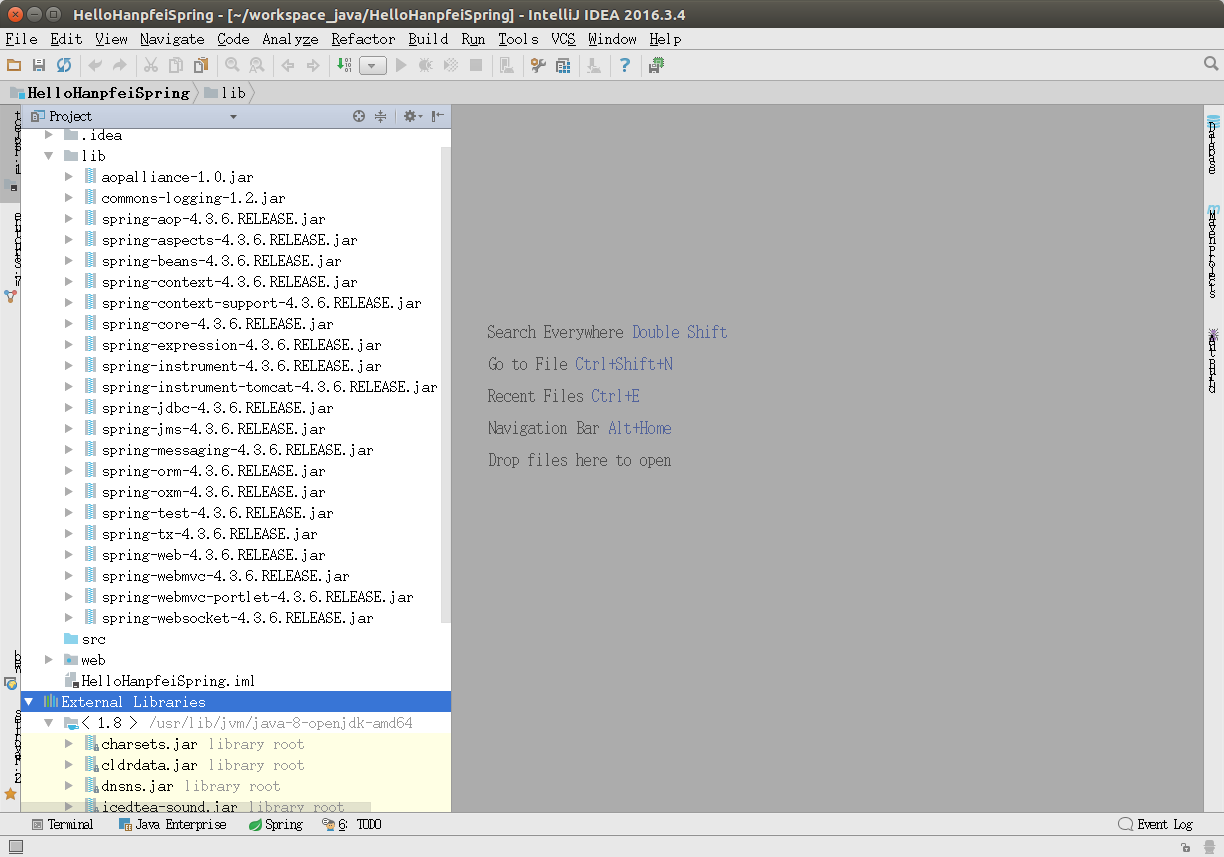 HelloHanpfeiSpring - [~/workspace_java/HelloHanpfeiSpring] - IntelliJ IDEA 2016.3.4
File Edit View Navigate Code Analyze Refactor Build Run Tools VCS Window Help
HelloHanpfeiSpring lib
Project
.idea
lib
aopalliance-1.0.jar
commons-logging-1.2.jar
spring-aop-4.3.6.RELEASE.jar
spring-aspects-4.3.6.RELEASE.jar
spring-beans-4.3.6.RELEASE.jar
spring-context-4.3.6.RELEASE.jar
spring-context-support-4.3.6.RELEASE.jar
spring-core-4.3.6.RELEASE.jar
spring-expression-4.3.6.RELEASE.jar
spring-instrument-4.3.6.RELEASE.jar
spring-instrument-tomcat-4.3.6.RELEASE.jar
spring-jdbc-4.3.6.RELEASE.jar
spring-jms-4.3.6.RELEASE.jar
spring-messaging-4.3.6.RELEASE.jar
spring-orm-4.3.6.RELEASE.jar
spring-oxm-4.3.6.RELEASE.jar
spring-test-4.3.6.RELEASE.jar
spring-tx-4.3.6.RELEASE.jar
spring-web-4.3.6.RELEASE.jar
spring-webmvc-4.3.6.RELEASE.jar
spring-webmvc-portlet-4.3.6.RELEASE.jar
spring-websocket-4.3.6.RELEASE.jar
src
web
HelloHanpfeiSpring.iml
External Libraries
< 1.8 > /usr/lib/jvm/java-8-openjdk-amd64
charsets.jar library root
cldrdata.jar library root
dnsns.jar library root
icedtea-sound.jar library root
Search Everywhere Double Shift
Go to File Ctrl+Shift+N
Recent Files Ctrl+E
Navigation Bar Alt+Home
Drop files here to open
Database
Maven Projects
Ant Build
Terminal Java Enterprise Spring 6: TODO Event Log